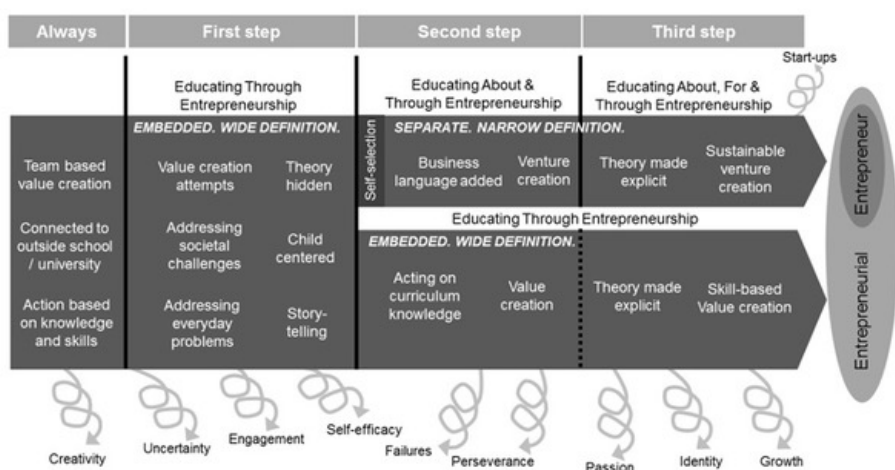 Always
First step
Second step
Third step
Start-ups
Educating Through
Entrepreneurship
Educating About &
Through Entrepreneurship
Educating About, For &
Through Entrepreneurship
EMBEDDED. WIDE DEFINITION.
SEPARATE. NARROW DEFINITION.
Team based
value creation
Value creation
attempts
Theory
hidden
Self-selection
Business
language added
Venture
creation
Theory made
explicit
Sustainable
venture
creation
Entrepreneur
Educating Through Entrepreneurship
EMBEDDED. WIDE DEFINITION.
Connected to
outside school
/ university
Addressing
societal
challenges
Child
centered
Action based
on knowledge
and skills
Addressing
everyday
problems
Story-
telling
Acting on
curriculum
knowledge
Value
creation
Theory made
explicit
Skill-based
Value creation
Entrepreneurial
Creativity
Uncertainty
Engagement
Self-efficacy
Failures
Perseverance
Passion
Identity
Growth